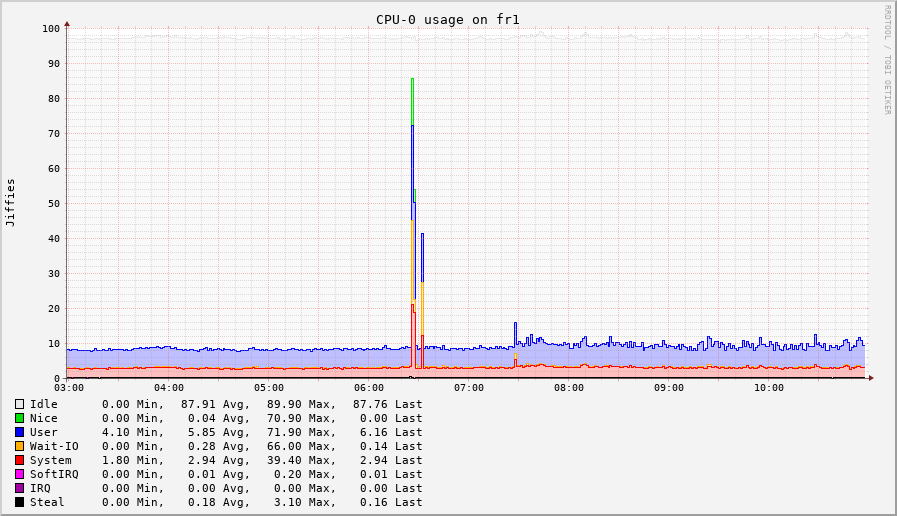 CPU-0 usage on fr1
RRDTOOL / TOBI OETIKER
Jiffies
100
90
80
70
60
50
40
30
20
10
0
03:00 04:00 05:00 06:00 07:00 08:00 09:00 10:00
Idle 0.00 Min, 87.91 Avg, 89.90 Max, 87.76 Last
Nice 0.00 Min, 0.04 Avg, 70.90 Max, 0.00 Last
User 4.10 Min, 5.85 Avg, 71.90 Max, 6.16 Last
Wait-IO 0.00 Min, 0.28 Avg, 66.00 Max, 0.14 Last
System 1.80 Min, 2.94 Avg, 39.40 Max, 2.94 Last
SoftIRQ 0.00 Min, 0.01 Avg, 0.20 Max, 0.01 Last
IRQ 0.00 Min, 0.00 Avg, 0.00 Max, 0.00 Last
Steal 0.00 Min, 0.18 Avg, 3.10 Max, 0.16 Last